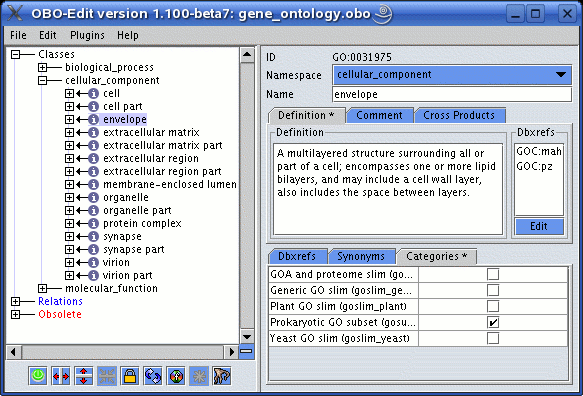 OBO-Edit version 1.100-beta7: gene_ontology.obo
File Edit Plugins Help
Classes
biological_process
cellular_component
cell
cell part
envelope
extracellular matrix
extracellular matrix part
extracellular region
extracellular region part
membrane-enclosed lumen
organelle
organelle part
protein complex
synapse
synapse part
virion
virion part
molecular_function
Relations
Obsolete
ID GO:0031975
Namespace cellular_component
Name envelope
Definition * Comment Cross Products
Definition
A multilayered structure surrounding all or
part of a cell; encompasses one or more lipid
bilayers, and may include a cell wall layer,
also includes the space between layers.
Dbxrefs
GOC:mah
GOC:pz
Edit
Dbxrefs Synonyms Categories *
GOA and proteome slim (go...
Generic GO slim (goslim_ge...
Plant GO slim (goslim_plant)
Prokaryotic GO subset (gosu...
Yeast GO slim (goslim_yeast)